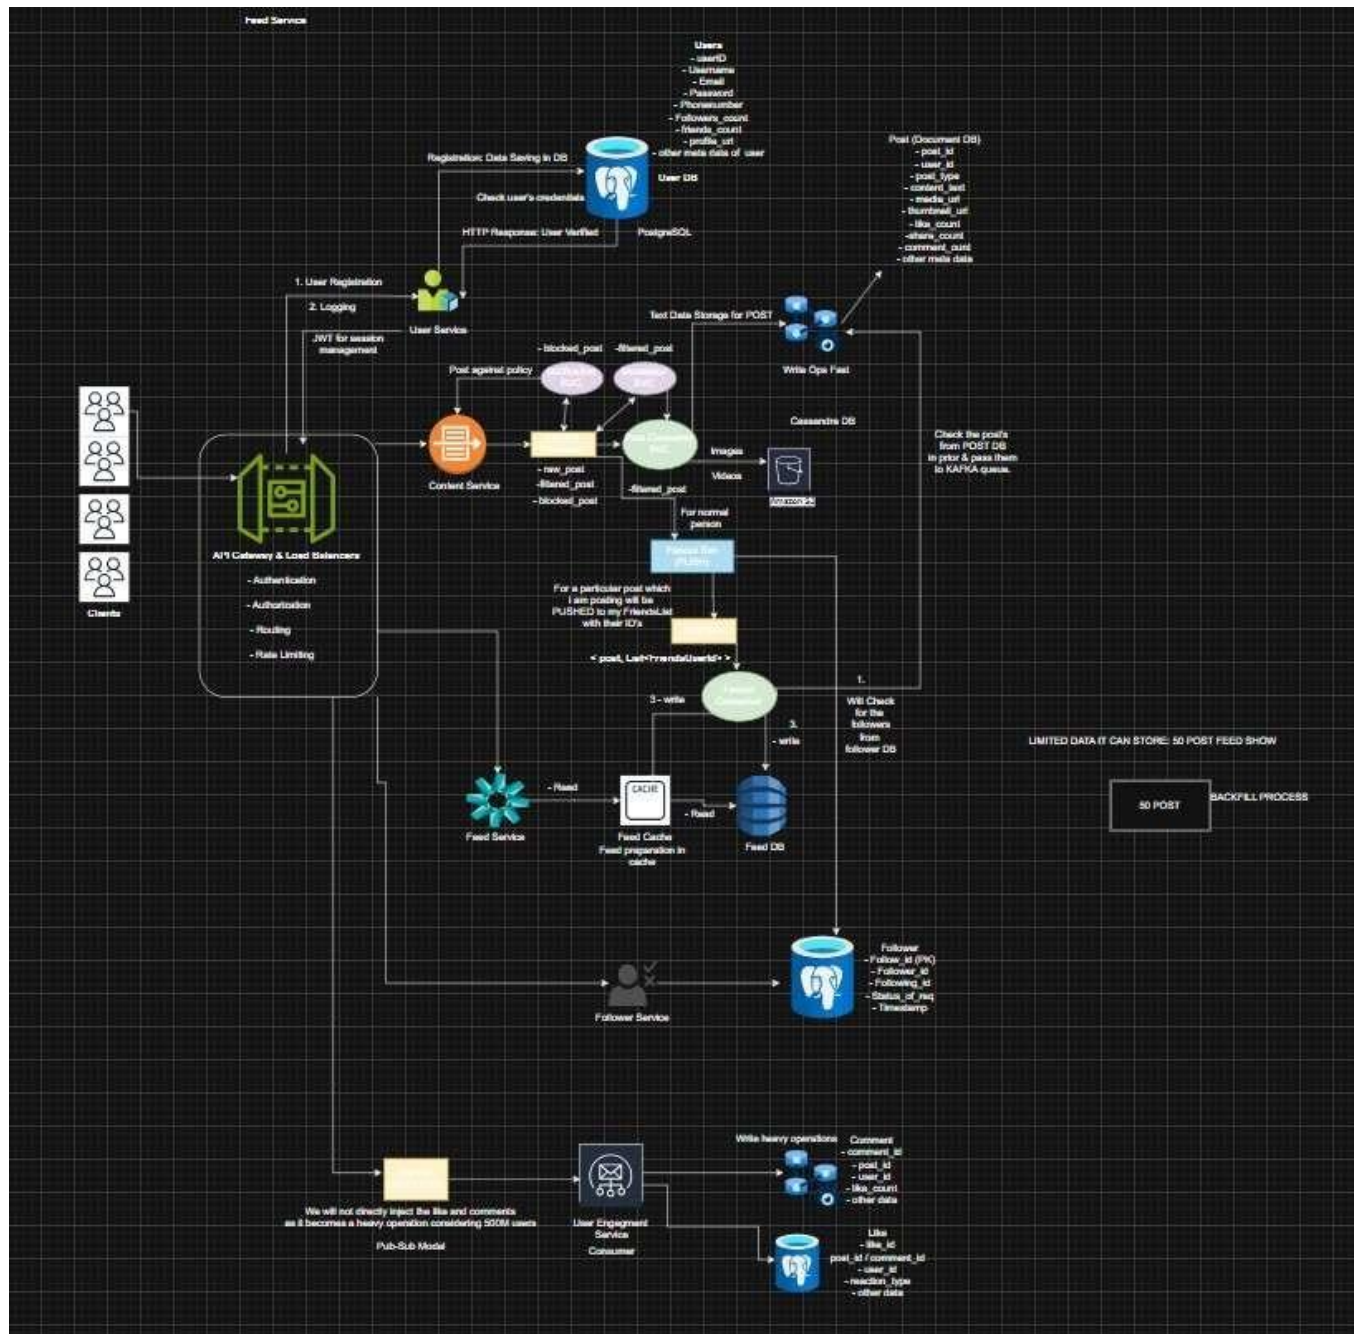 Feed Service
Users
- userID
- Username
- Email
- Password
- Phonenumber
- Followers_count
- friends_count
- profile_url
- other meta data of user
User DB
PostgreSQL
Registration: Data Saving in DB
Check user's credentials
HTTP Response: User Verified
1. User Registration
2. Logging
User Service
JWT for session
management
Post (Document DB)
- post_id
- user_id
- post_type
- content_text
- media_url
- thumbnail_url
- like_count
-share_count
- comment_ount
- other meta data
Text Data Storage for POST
Write Ops Fast
Cassandra DB
- blocked_post
-filtered_post
Post against policy
Content Service
- raw_post
-filtered_post
- blocked_post
-filtered_post
Images
Videos
For normal
person
Check the post's
from POST DB
in prior & pass them
to KAFKA queue.
Clients
API Gateway & Load Balancers
- Authentication
- Authorization
- Routing
- Rate Limiting
For a particular post which
i am posting will be
PUSHED to my FriendsList
with their ID's
< post, List<FriendsUserId> >
1.
Will Check
for the
followers
from
follower DB
3 - write
3.
- write
LIMITED DATA IT CAN STORE: 50 POST FEED SHOW
50 POST
BACKFILL PROCESS
- Read
CACHE
- Read
Feed Service
Feed Cache
Feed preparation in
cache
Feed DB
Follower
- Follow_id (PK)
- Follower_id
- Following_id
- Status_of_req
- Timestamp
Follower Service
Write heavy operations
Comment
- comment_id
- post_id
- user_id
- like_count
- other data
We will not directly inject the like and comments
as it becomes a heavy operation considering 500M users
Pub-Sub Model
User Engagment
Service
Consumer
Like
- like_id
post_id / comment_id
- user_id
- reaction_type
- other data